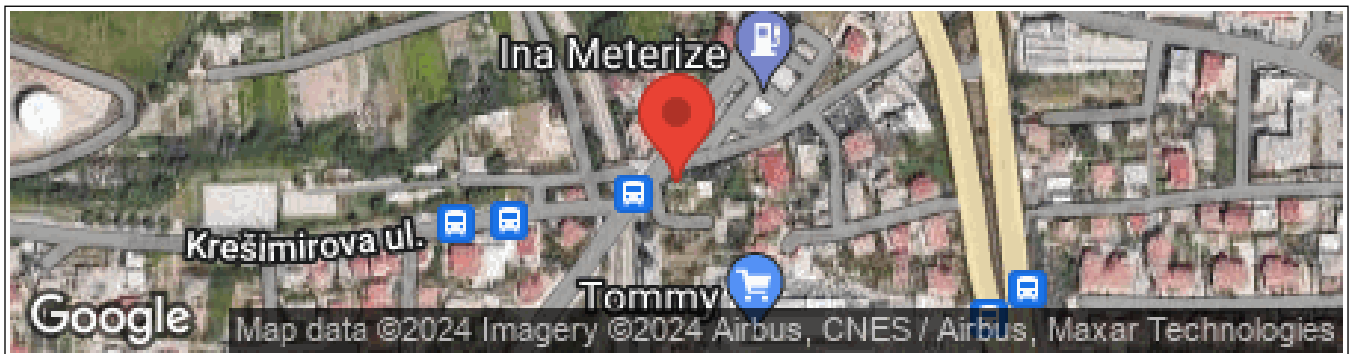 Ina Meterize
Krešimirova ul.
Tommy
Google
Map data ©2024 Imagery ©2024 Airbus, CNES / Airbus, Maxar Technologies